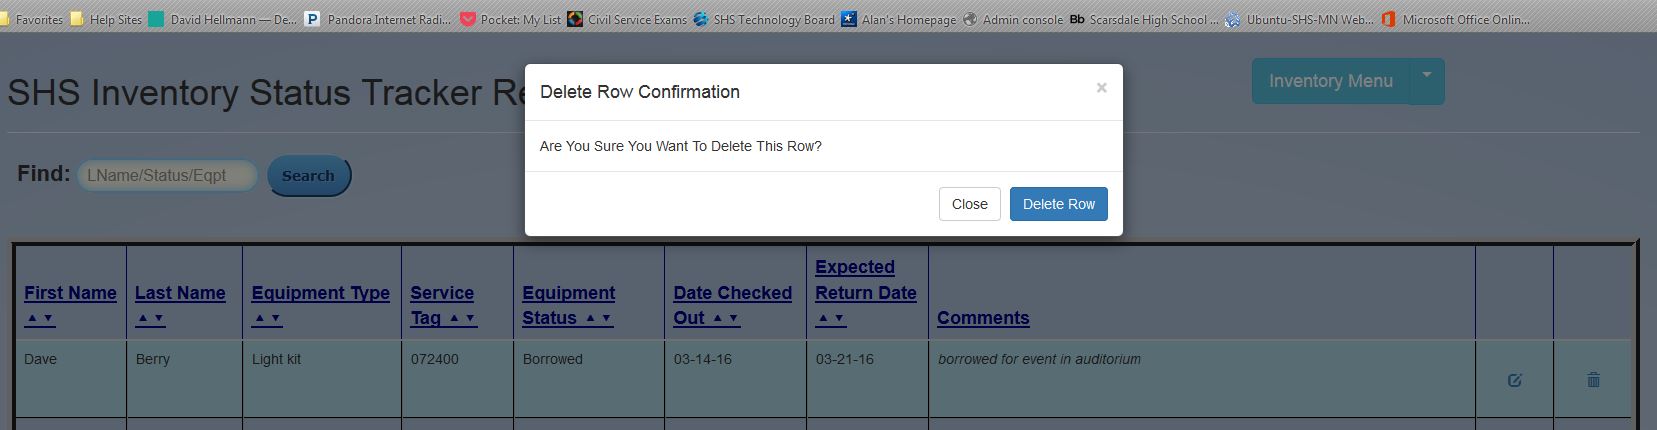 Favorites Help Sites David Hellmann — De... Pandora Internet Radi... Pocket: My List Civil Service Exams SHS Technology Board Alan's Homepage Admin console Bb Scarsdale High School ... Ubuntu-SHS-MN Web... Microsoft Office Onlin...
SHS Inventory Status Tracker Re
Inventory Menu
Delete Row Confirmation ×
Are You Sure You Want To Delete This Row?
Close Delete Row
Find: LName/Status/Eqpt Search
First Name ▲ ▼
Last Name ▲ ▼
Equipment Type ▲ ▼
Service
Tag ▲ ▼
Equipment
Status ▲ ▼
Date Checked
Out ▲ ▼
Expected
Return Date
▲ ▼
Comments
Dave Berry Light kit 072400 Borrowed 03-14-16 03-21-16 borrowed for event in auditorium